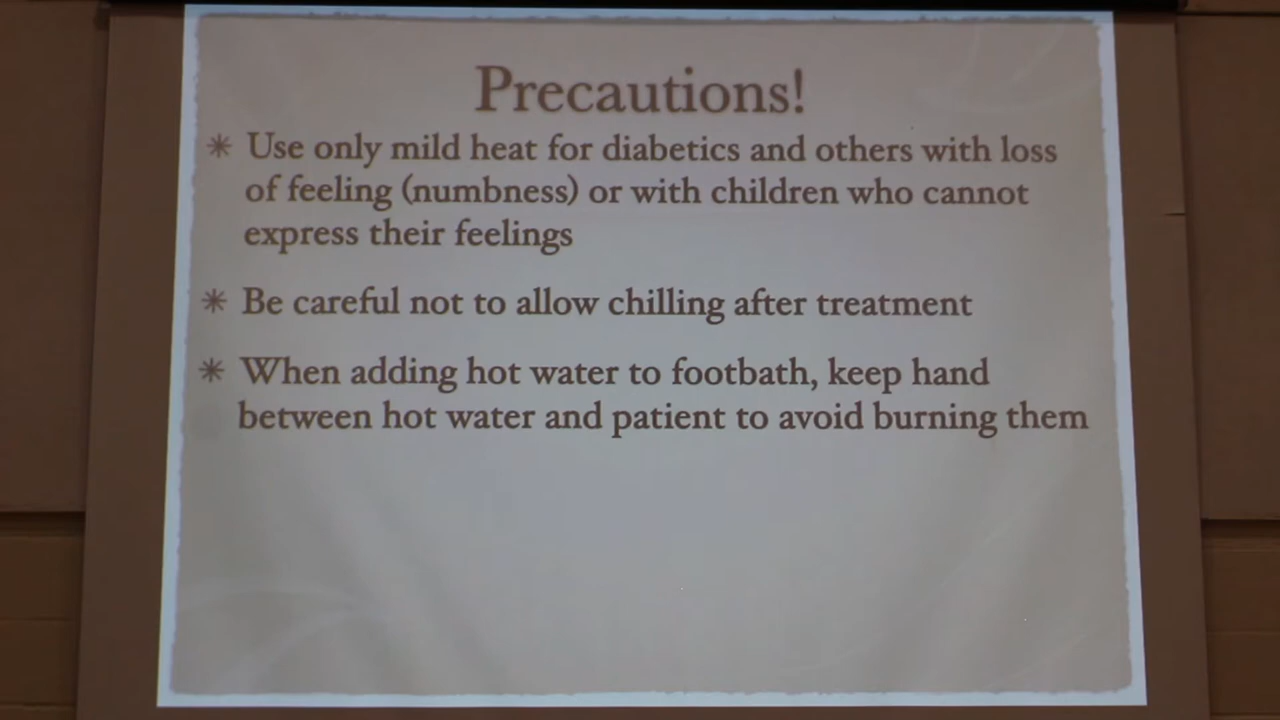 Precautions!
✳ Use only mild heat for diabetics and others with loss
of feeling (numbness) or with children who cannot
express their feelings
✳ Be careful not to allow chilling after treatment
✳ When adding hot water to footbath, keep hand
between hot water and patient to avoid burning them